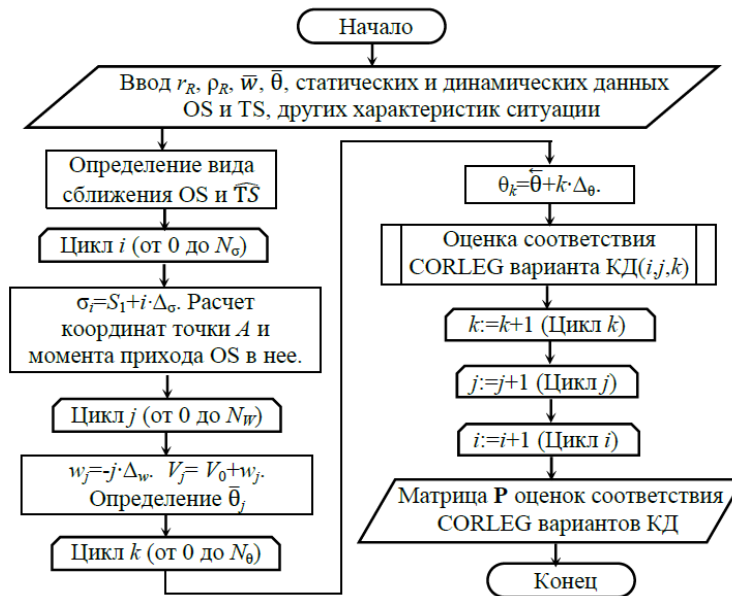 Начало
Ввод r_R, ρ_R, w̅, θ̅, статических и динамических данных
OS и TS, других характеристик ситуации
Определение вида
сближения OS и T͡S
Цикл i (от 0 до N_σ)
σ_i=S_1+i·Δ_σ. Расчет
координат точки A и
момента прихода OS в нее.
Цикл j (от 0 до N_W)
w_j=-j·Δ_w. V_j= V_0+w_j.
Определение θ̅_j
Цикл k (от 0 до N_θ)
θ_k=θ⃖+k·Δ_θ.
Оценка соответствия
CORLEG варианта КД(i,j,k)
k:=k+1 (Цикл k)
j:=j+1 (Цикл j)
i:=i+1 (Цикл i)
Матрица P оценок соответствия
CORLEG вариантов КД
Конец